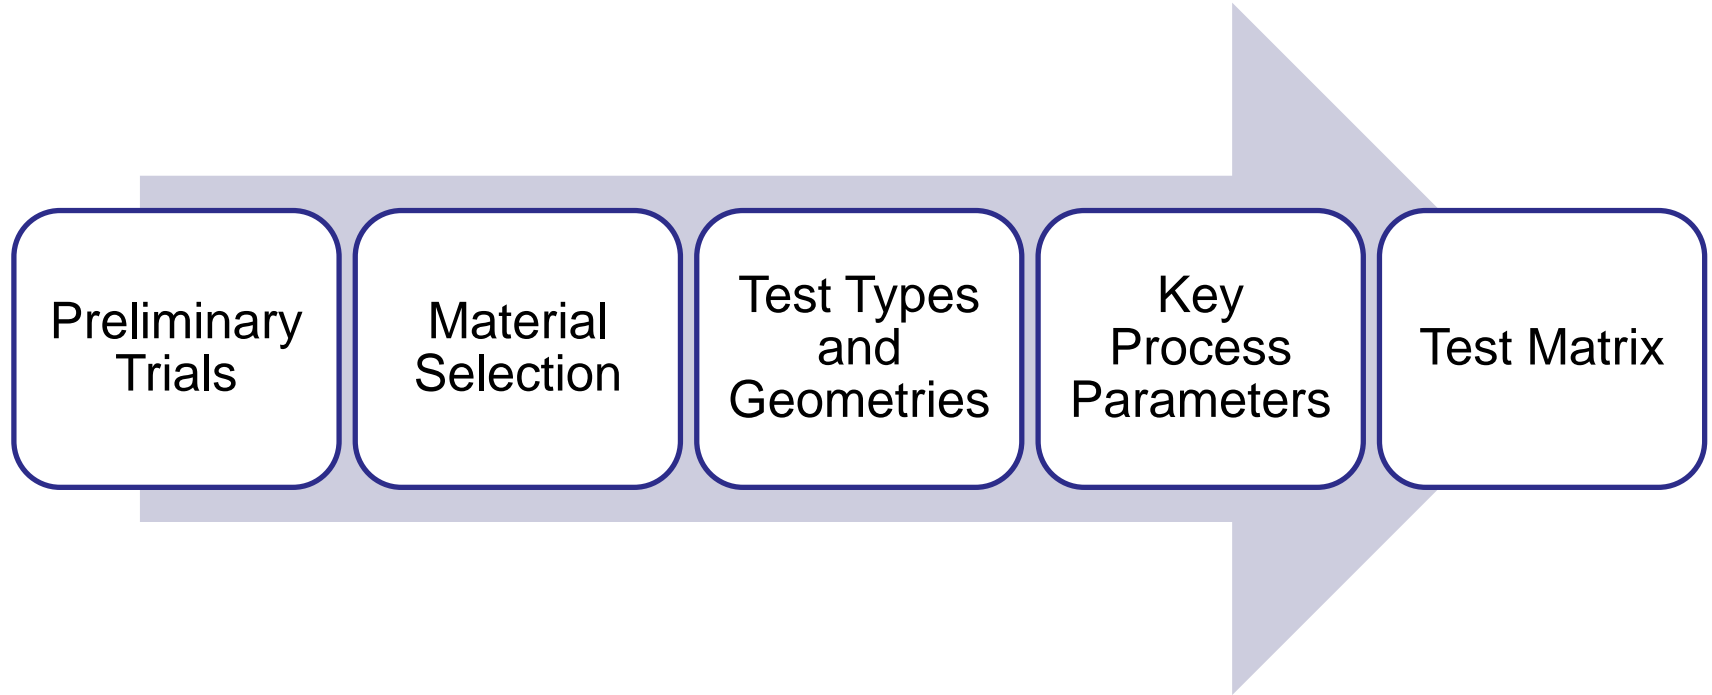 Preliminary
Trials
Material
Selection
Test Types
and
Geometries
Key
Process
Parameters
Test Matrix